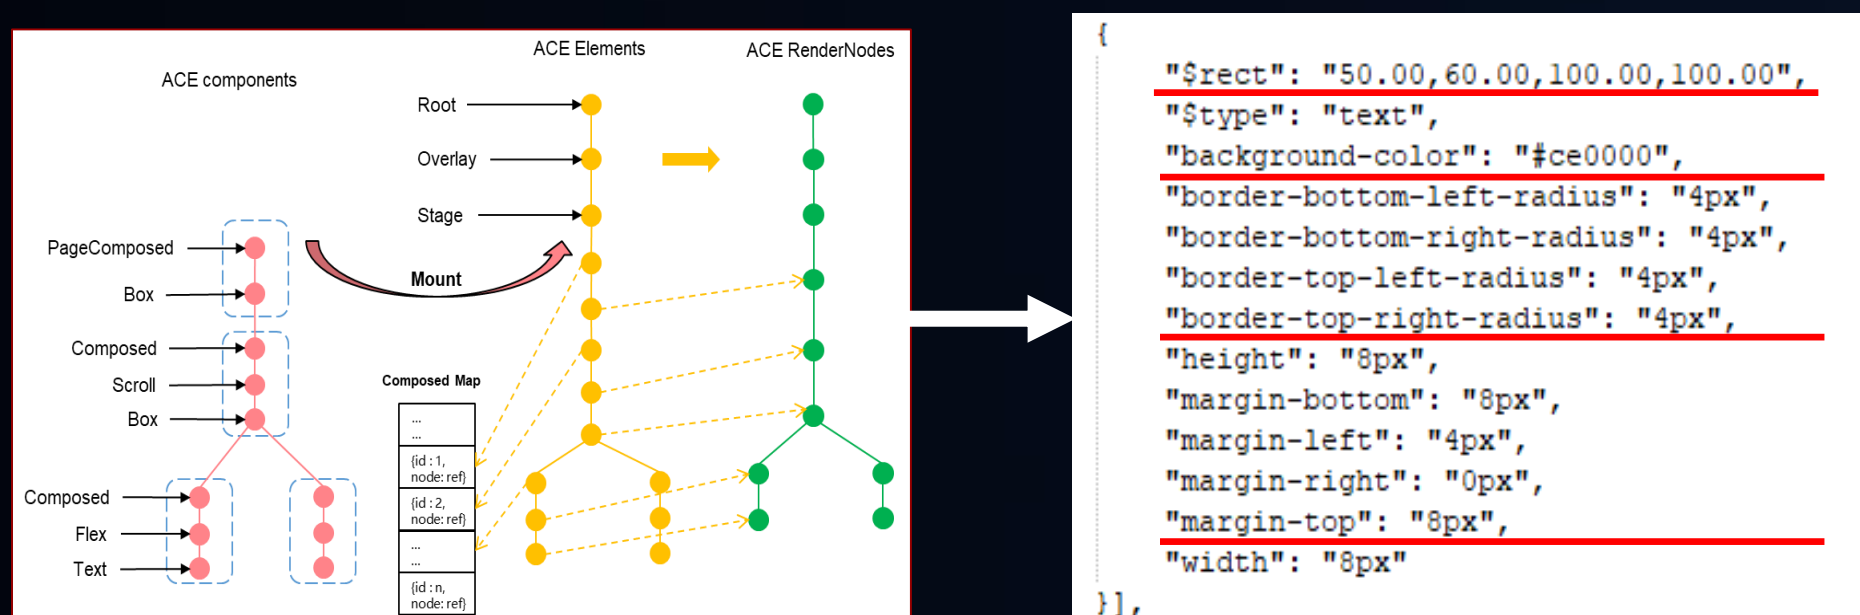 ACE components
ACE Elements
ACE RenderNodes
Root
Overlay
Stage
Mount
PageComposed
Box
Composed
Scroll
Box
Composed
Flex
Text
Composed Map
...
...
{id : 1,
node: ref}
{id : 2,
node: ref}
...
...
{id : n,
node: ref}
{
"$rect": "50.00,60.00,100.00,100.00",
"$type": "text",
"background-color": "#ce0000",
"border-bottom-left-radius": "4px",
"border-bottom-right-radius": "4px",
"border-top-left-radius": "4px",
"border-top-right-radius": "4px",
"height": "8px",
"margin-bottom": "8px",
"margin-left": "4px",
"margin-right": "0px",
"margin-top": "8px",
"width": "8px"
}],